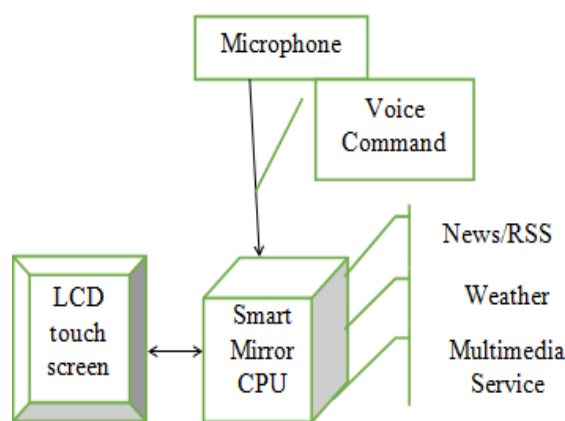 Microphone
Voice
Command
News/RSS
LCD
touch
screen
Smart
Mirror
CPU
Weather
Multimedia
Service